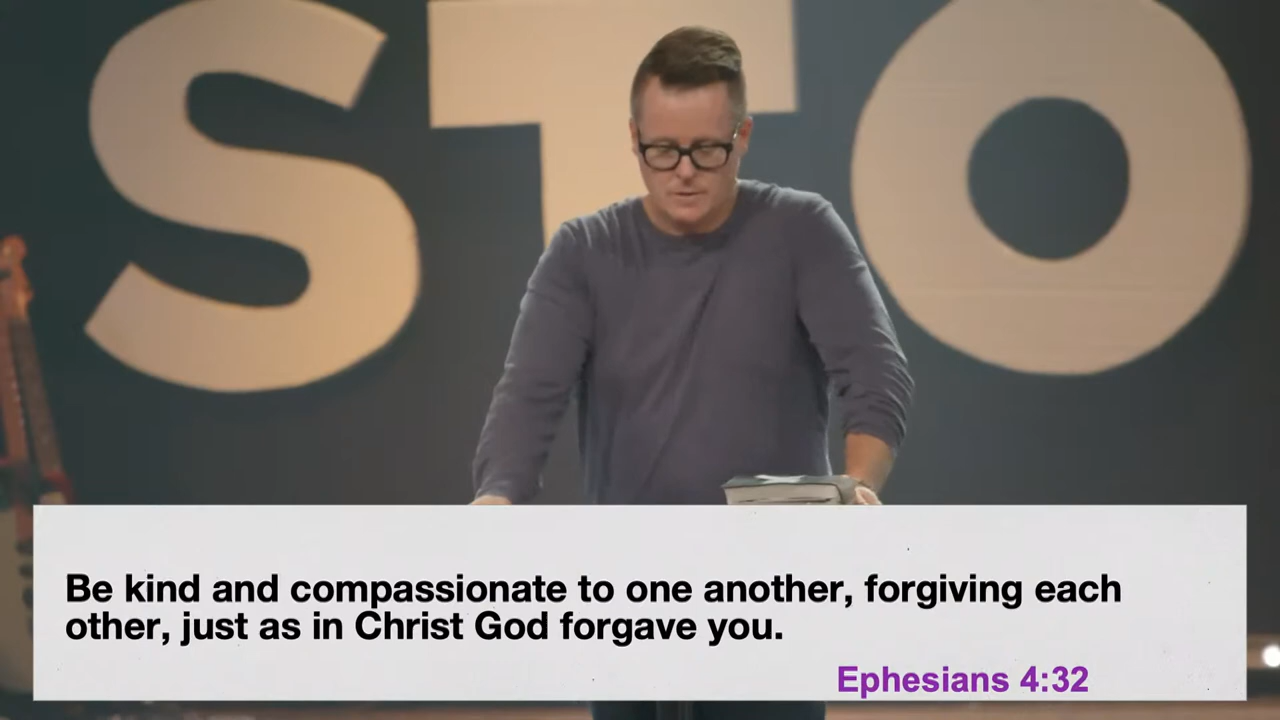 STO
Be kind and compassionate to one another, forgiving each
other, just as in Christ God forgave you.
Ephesians 4:32